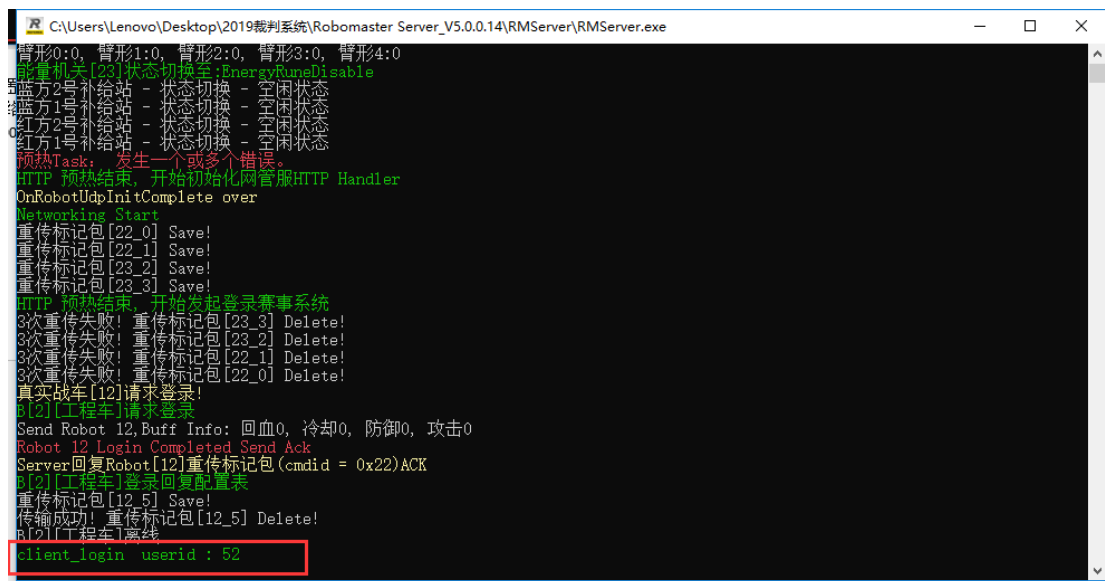 C:\Users\Lenovo\Desktop\2019裁判系统\Robomaster Server_V5.0.0.14\RMServer\RMServer.exe
臂形0:0, 臂形1:0, 臂形2:0, 臂形3:0, 臂形4:0
能量机关[23]状态切换至:EnergyRuneDisable
蓝方2号补给站 - 状态切换 - 空闲状态
蓝方1号补给站 - 状态切换 - 空闲状态
红方2号补给站 - 状态切换 - 空闲状态
红方1号补给站 - 状态切换 - 空闲状态
预热Task: 发生一个或多个错误。
HTTP 预热结束, 开始初始化网管服HTTP Handler
OnRobotUdpInitComplete over
Networking Start
重传标记包[22_0] Save!
重传标记包[22_1] Save!
重传标记包[23_2] Save!
重传标记包[23_3] Save!
HTTP 预热结束, 开始发起登录赛事系统
3次重传失败! 重传标记包[23_3] Delete!
3次重传失败! 重传标记包[23_2] Delete!
3次重传失败! 重传标记包[22_1] Delete!
3次重传失败! 重传标记包[22_0] Delete!
真实战车[12]请求登录!
B[2][工程车]请求登录
Send Robot 12,Buff Info: 回血0, 冷却0, 防御0, 攻击0
Robot 12 Login Completed Send Ack
Server回复Robot[12]重传标记包(cmdid = 0x22)ACK
B[2][工程车]登录回复配置表
重传标记包[12_5] Save!
传输成功! 重传标记包[12_5] Delete!
B[2][工程车]离线
client_login userid : 52